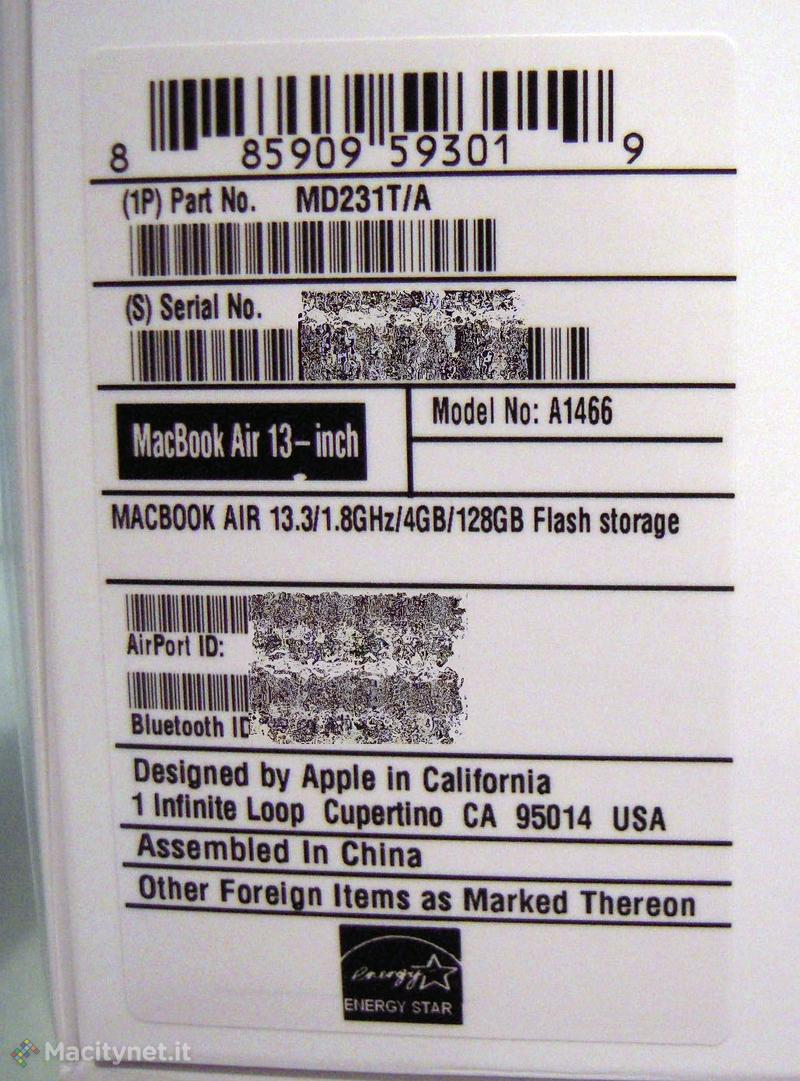 8 85909 59301 9
(1P) Part No. MD231T/A
(S) Serial No.
MacBook Air 13-inch
Model No: A1466
MACBOOK AIR 13.3/1.8GHz/4GB/128GB Flash storage
AirPort ID:
Bluetooth ID
Designed by Apple in California
1 Infinite Loop Cupertino CA 95014 USA
Assembled In China
Other Foreign Items as Marked Thereon
energy
ENERGY STAR
Macitynet.it